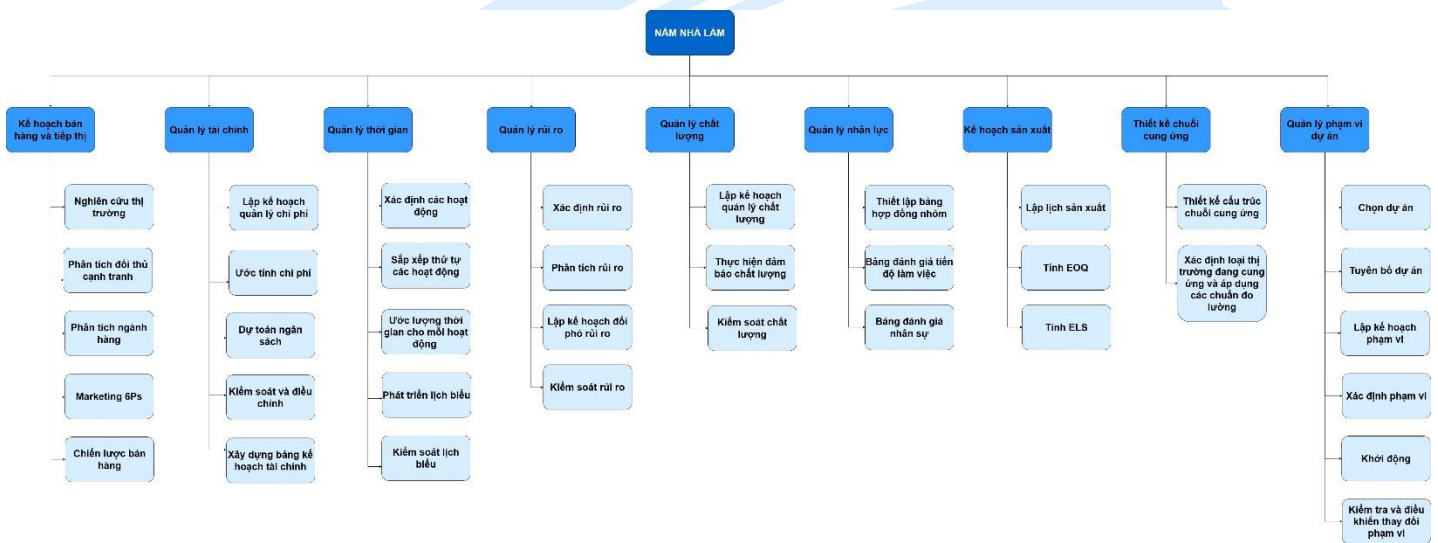 NẤM NHÀ LÀM
Kế hoạch bán
hàng và tiếp thị
Quản lý tài chính
Quản lý thời gian
Quản lý rủi ro
Quản lý chất
lượng
Quản lý nhân lực
Kế hoạch sản xuất
Thiết kế chuỗi
cung ứng
Quản lý phạm vi
dự án
Nghiên cứu thị
trường
Phân tích đối thủ
cạnh tranh
Phân tích ngành
hàng
Marketing 6Ps
Chiến lược bán
hàng
Lập kế hoạch
quản lý chi phí
Ước tính chi phí
Dự toán ngân
sách
Kiểm soát và điều
chỉnh
Xây dựng bảng kế
hoạch tài chính
Xác định các hoạt
động
Sắp xếp thứ tự
các hoạt động
Ước lượng thời
gian cho mỗi hoạt
động
Phát triển lịch biểu
Kiểm soát lịch
biểu
Xác định rủi ro
Phân tích rủi ro
Lập kế hoạch đối
phó rủi ro
Kiểm soát rủi ro
Lập kế hoạch
quản lý chất
lượng
Thực hiện đảm
bảo chất lượng
Kiểm soát chất
lượng
Thiết lập bảng
hợp đồng nhóm
Bảng đánh giá tiến
độ làm việc
Bảng đánh giá
nhân sự
Lập lịch sản xuất
Tính EOQ
Tính ELS
Thiết kế cấu trúc
chuỗi cung ứng
Xác định loại thị
trường đang cung
ứng và áp dụng
các chuẩn đo
lường
Chọn dự án
Tuyên bố dự án
Lập kế hoạch
phạm vi
Xác định phạm vi
Khởi động
Kiểm tra và điều
khiển thay đổi
phạm vi